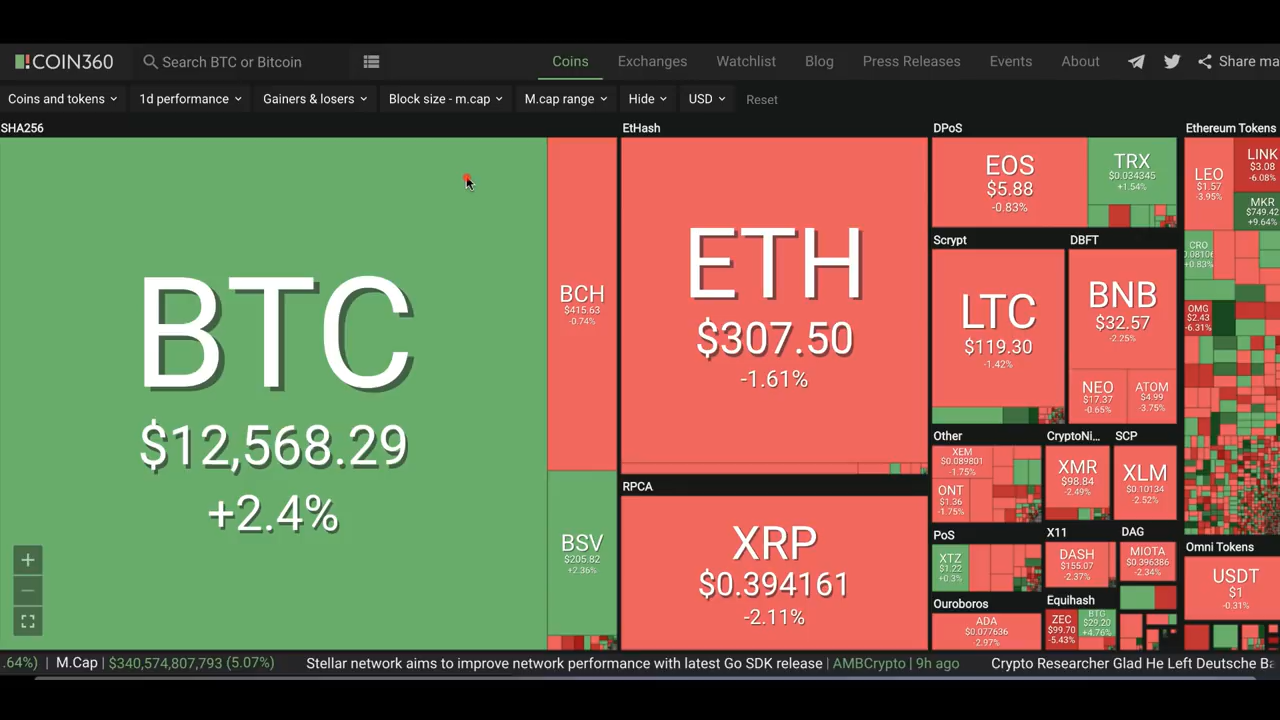 COIN360
Search BTC or Bitcoin
Coins
Exchanges
Watchlist
Blog
Press Releases
Events
About
Share ma
Coins and tokens
1d performance
Gainers & losers
Block size - m.cap
M.cap range
Hide
USD
Reset
SHA256
BTC
$12,568.29
+2.4%
BCH
$415.63
-0.74%
BSV
$205.82
+2.36%
EtHash
ETH
$307.50
-1.61%
RPCA
XRP
$0.394161
-2.11%
DPoS
EOS
$5.88
-0.83%
TRX
$0.034345
+1.54%
Scrypt
LTC
$119.30
-1.42%
DBFT
BNB
$32.57
-2.25%
NEO
$17.37
-0.65%
ATOM
$4.99
-3.75%
Other
XEM
$0.089801
-1.75%
ONT
$1.36
-1.75%
CryptoNi...
XMR
$98.84
-2.49%
SCP
XLM
$0.10134
-2.52%
PoS
XTZ
$1.22
+0.3%
X11
DASH
$155.07
-2.37%
DAG
MIOTA
$0.396386
-2.34%
Ouroboros
ADA
$0.077636
-2.97%
Equihash
ZEC
$99.70
-5.43%
BTG
$29.20
+4.76%
Ethereum Tokens
LEO
$1.57
-3.95%
LINK
$3.08
-6.08%
MKR
$749.42
+9.64%
CRO
+0.83%
OMG
$2.43
-6.31%
Omni Tokens
USDT
$1
-0.31%
.64%) | M.Cap | $340,574,807,793 (5.07%)
Stellar network aims to improve network performance with latest Go SDK release | AMBCrypto | 9h ago
Crypto Researcher Glad He Left Deutsche Ba